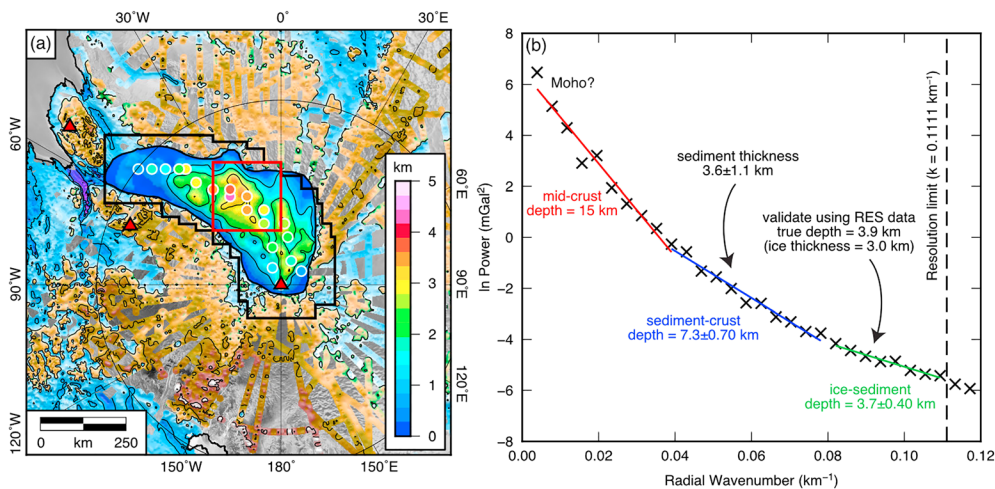 30°W
0°
30°E
(a)
60°W
90°W
120°W
150°W
180°
150°E
120°E
90°E
60°E
km
5
4
3
2
1
0
0
km
250
(b)
8
6
4
2
0
−2
−4
−6
−8
ln Power (mGal²)
0.00
0.02
0.04
0.06
0.08
0.10
0.12
Radial Wavenumber (km⁻¹)
Moho?
mid-crust
depth = 15 km
sediment thickness
3.6±1.1 km
sediment-crust
depth = 7.3±0.70 km
validate using RES data
true depth = 3.9 km
(ice thickness = 3.0 km)
ice-sediment
depth = 3.7±0.40 km
Resolution limit (k = 0.1111 km⁻¹)